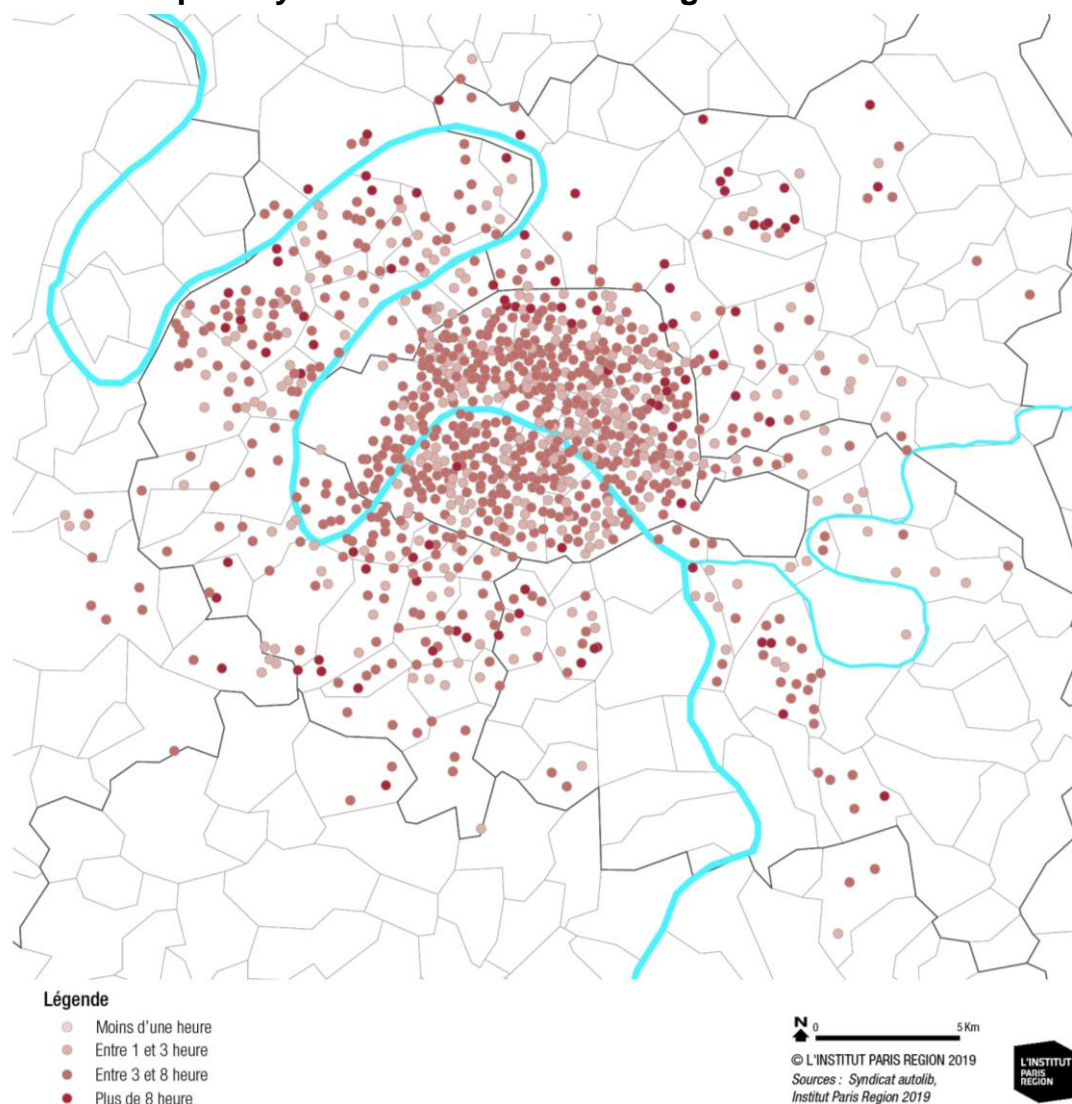 Légende
Moins d'une heure
Entre 1 et 3 heure
Entre 3 et 8 heure
Plus de 8 heure
N 0 5 Km
© L'INSTITUT PARIS REGION 2019
Sources : Syndicat autolib,
Institut Paris Region 2019
L'INSTITUT
PARIS
REGION